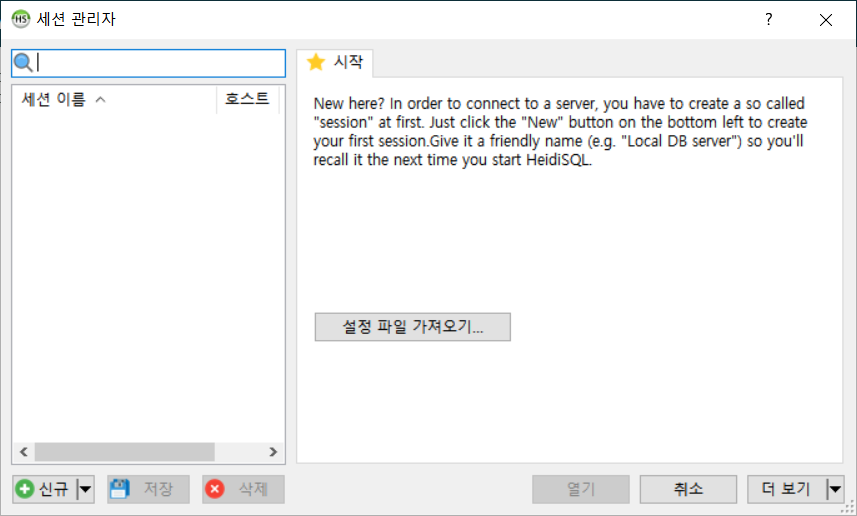 HS 세션 관리자 ?
시작
세션 이름 호스트
New here? In order to connect to a server, you have to create a so called
"session" at first. Just click the "New" button on the bottom left to create
your first session.Give it a friendly name (e.g. "Local DB server") so you'll
recall it the next time you start HeidiSQL.
설정 파일 가져오기...
신규 저장 삭제 열기 취소 더 보기